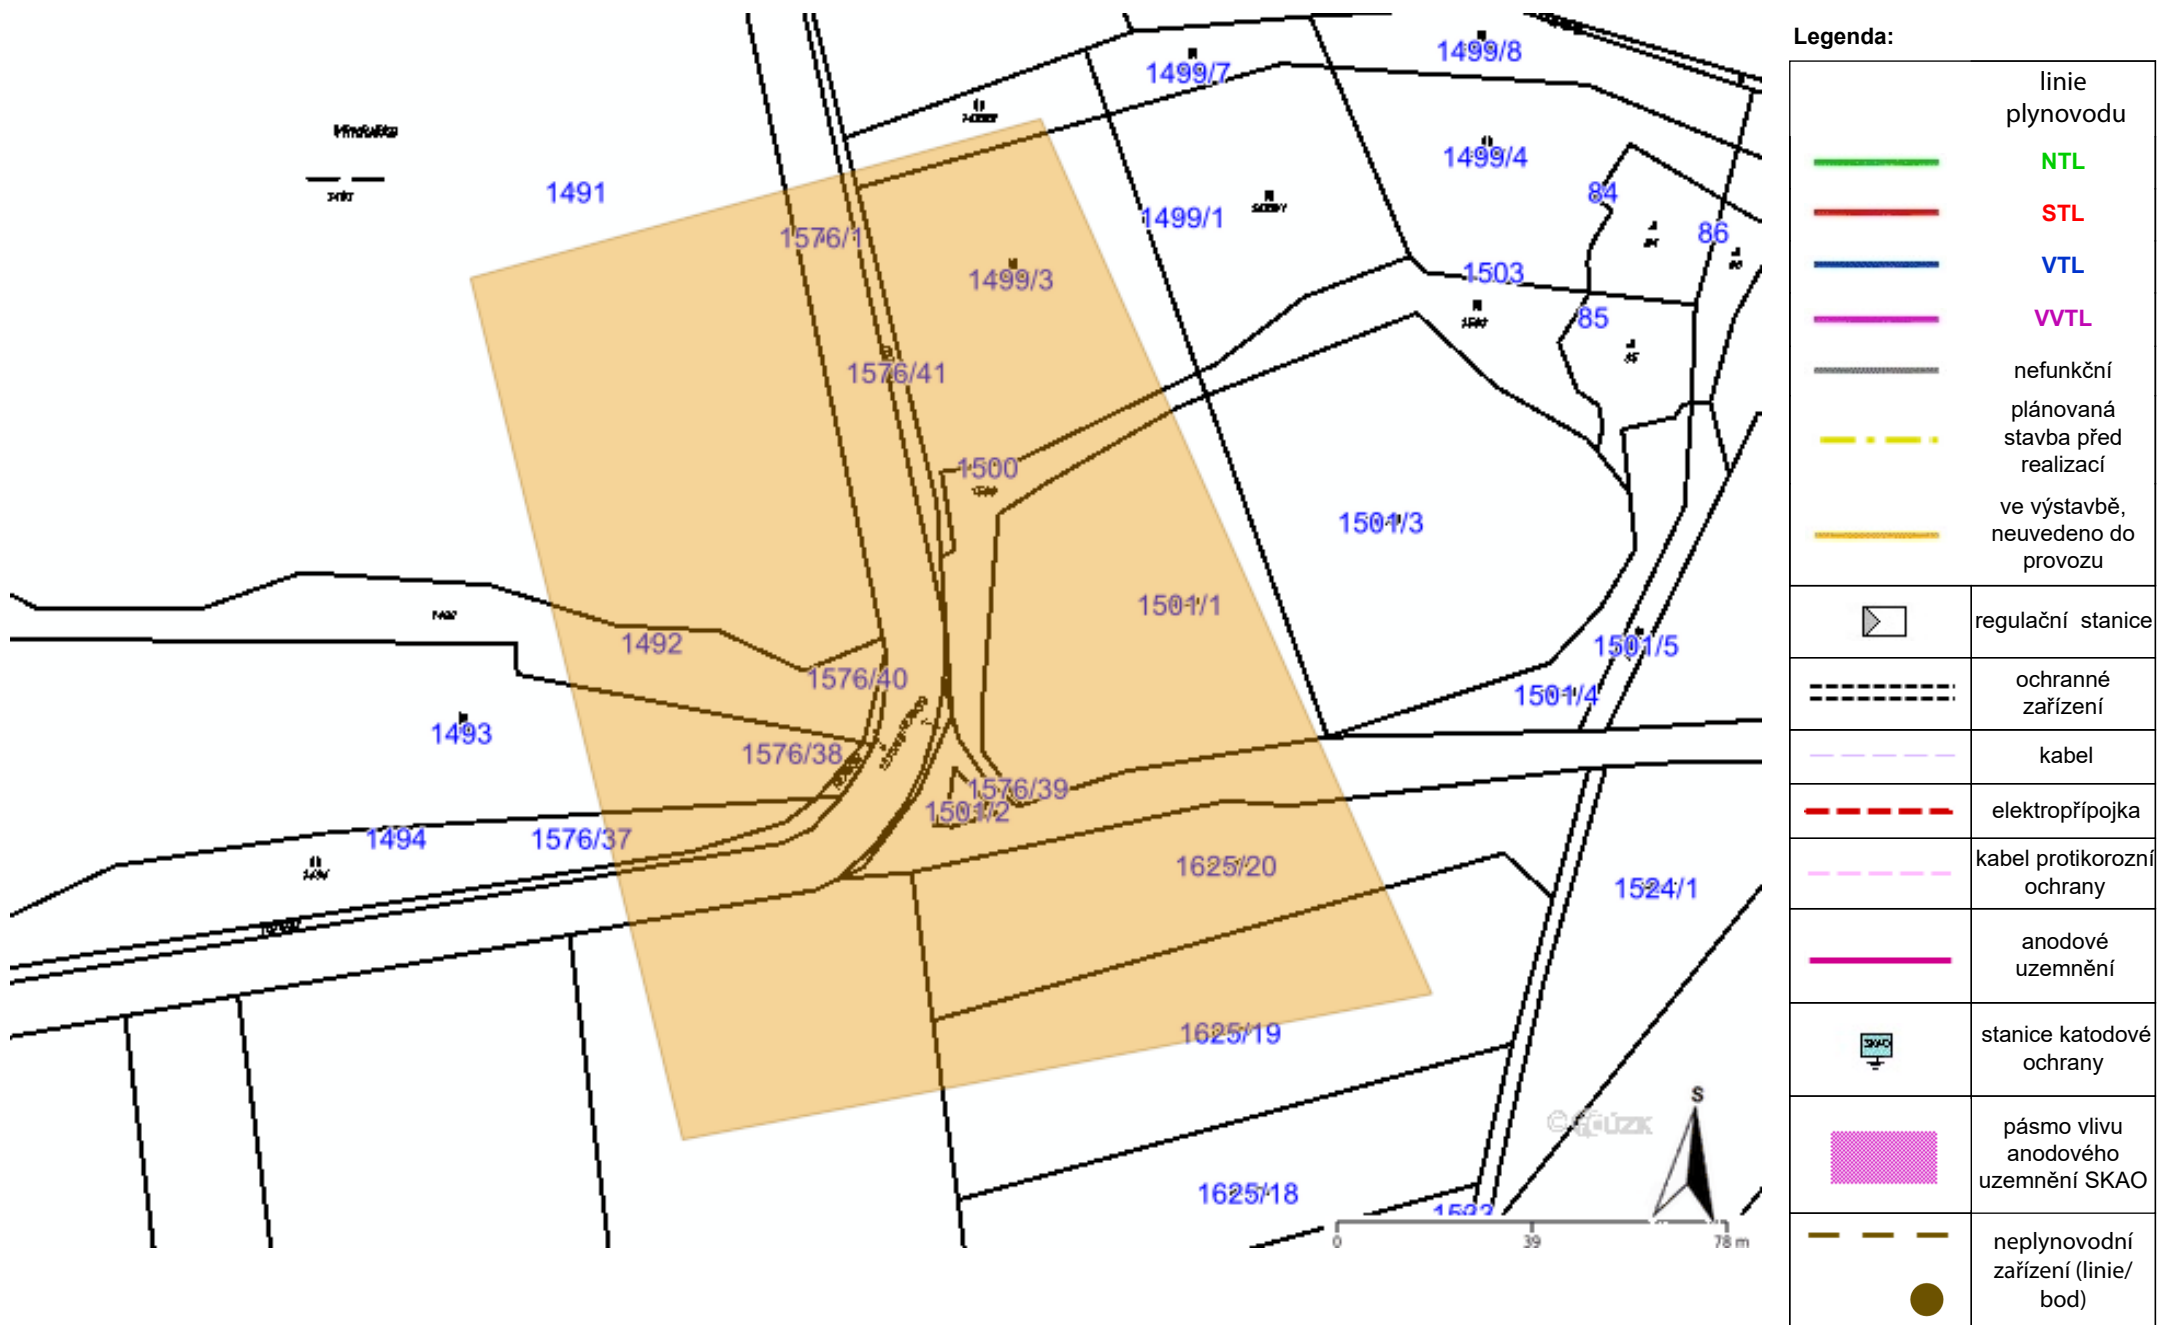 1499/8
1499/7
1499/4
1491
84
1499/1
86
1576/1
1503
1499/3
85
1576/41
1500
1501/3
1501/1
1492
1501/5
1576/40
1501/4
1493
1576/38
1576/39
1501/2
1494
1576/37
1625/20
1524/1
1625/19
1625/18
S
0
39
78 m
Legenda:
linie
plynovodu
NTL
STL
VTL
VVTL
nefunkční
plánovaná
stavba před
realizací
ve výstavbě,
neuvedeno do
provozu
regulační stanice
ochranné
zařízení
kabel
elektropřípojka
kabel protikorozní
ochrany
anodové
uzemnění
SKAO
stanice katodové
ochrany
pásmo vlivu
anodového
uzemnění SKAO
neplynovodní
zařízení (linie/
bod)